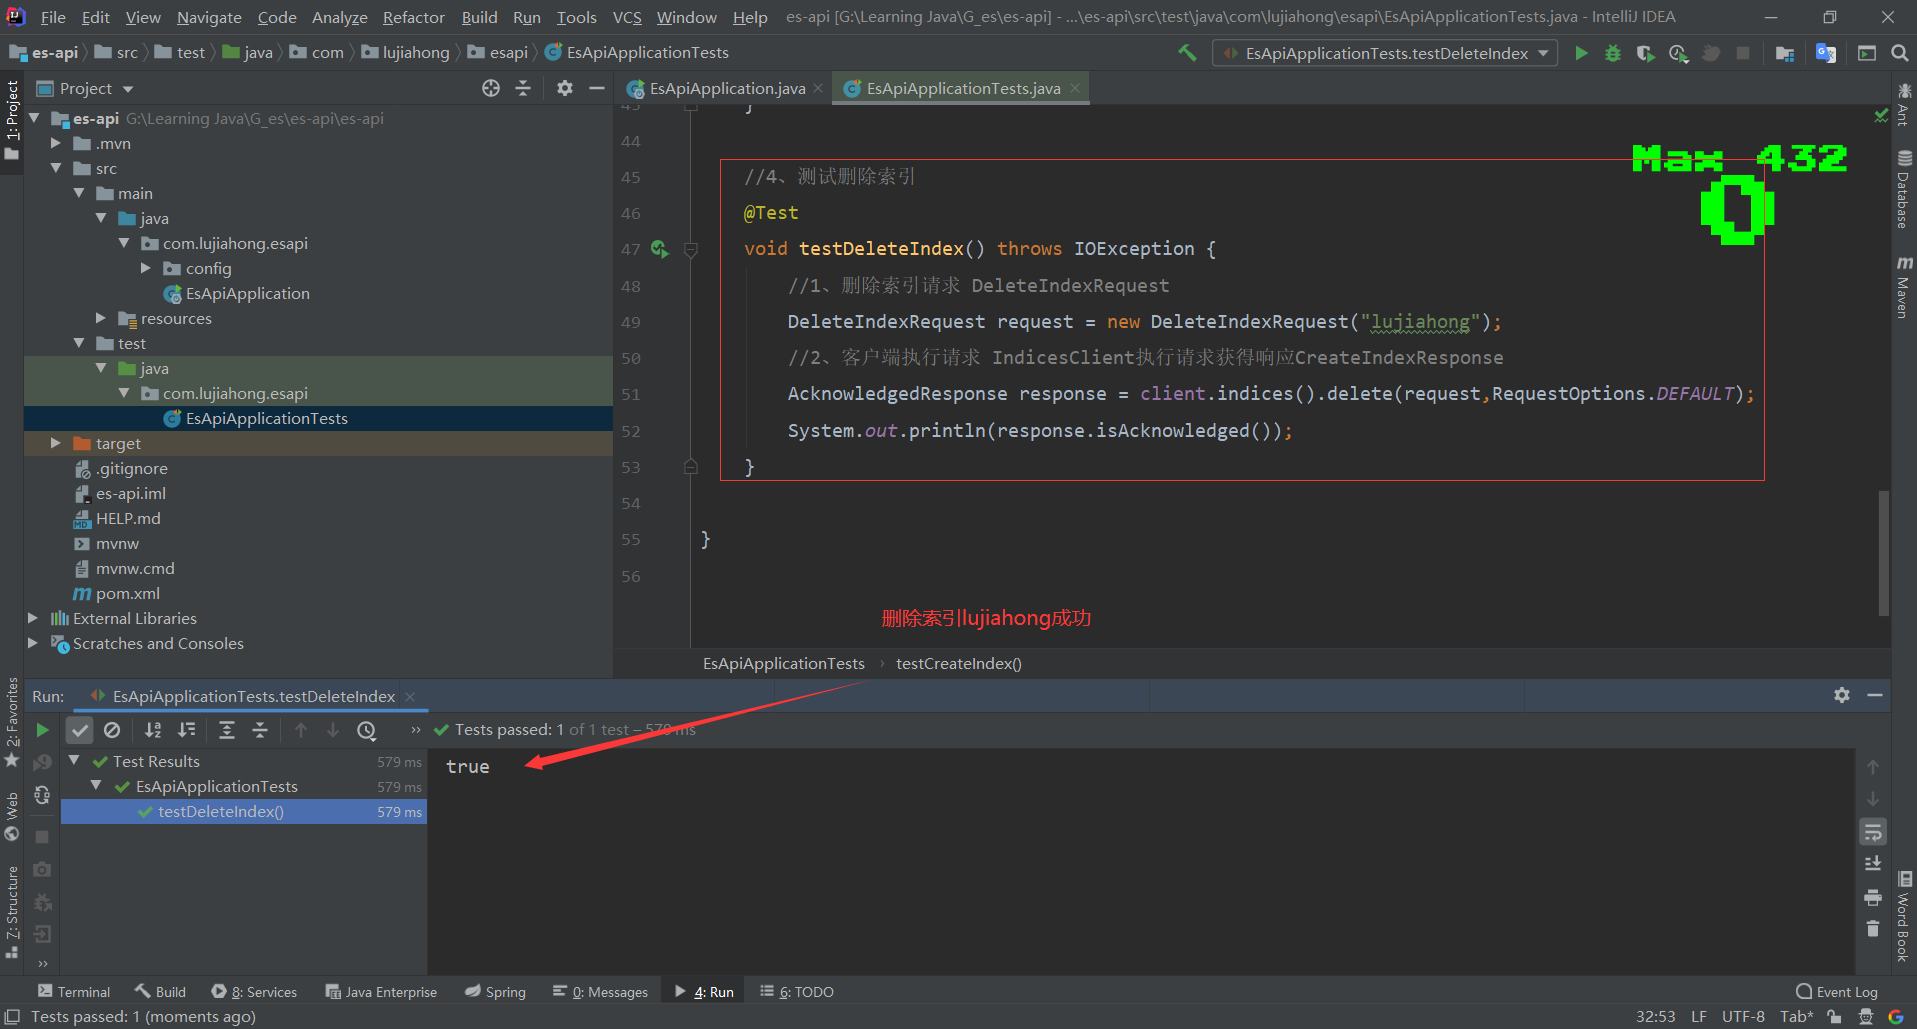 File Edit View Navigate Code Analyze Refactor Build Run Tools VCS Window Help es-api [G:\Learning Java\G_es\es-api] - ...\es-api\src\test\java\com\lujiahong\esapi\EsApiApplicationTests.java - IntelliJ IDEA
es-api src test java com lujiahong esapi EsApiApplicationTests EsApiApplicationTests.testDeleteIndex
1: Project
Project
EsApiApplication.java EsApiApplicationTests.java
es-api G:\Learning Java\G_es\es-api\es-api
.mvn
src
main
java
com.lujiahong.esapi
config
EsApiApplication
resources
test
java
com.lujiahong.esapi
EsApiApplicationTests
target
.gitignore
es-api.iml
HELP.md
mvnw
mvnw.cmd
pom.xml
External Libraries
Scratches and Consoles
43 }
44
45 //4、测试删除索引
46 @Test
47 void testDeleteIndex() throws IOException {
48 //1、删除索引请求 DeleteIndexRequest
49 DeleteIndexRequest request = new DeleteIndexRequest("lujiahong");
50 //2、客户端执行请求 IndicesClient执行请求获得响应CreateIndexResponse
51 AcknowledgedResponse response = client.indices().delete(request,RequestOptions.DEFAULT);
52 System.out.println(response.isAcknowledged());
53 }
54
55 }
56
Max 432
0
删除索引lujiahong成功
EsApiApplicationTests › testCreateIndex()
Ant
Database
Maven
Word Book
Run: EsApiApplicationTests.testDeleteIndex
Tests passed: 1 of 1 test – 579 ms
Test Results 579 ms
EsApiApplicationTests 579 ms
testDeleteIndex() 579 ms
true
2: Favorites
Web
7: Structure
Terminal Build 8: Services Java Enterprise Spring 0: Messages 4: Run 6: TODO Event Log
Tests passed: 1 (moments ago) 32:53 LF UTF-8 Tab*